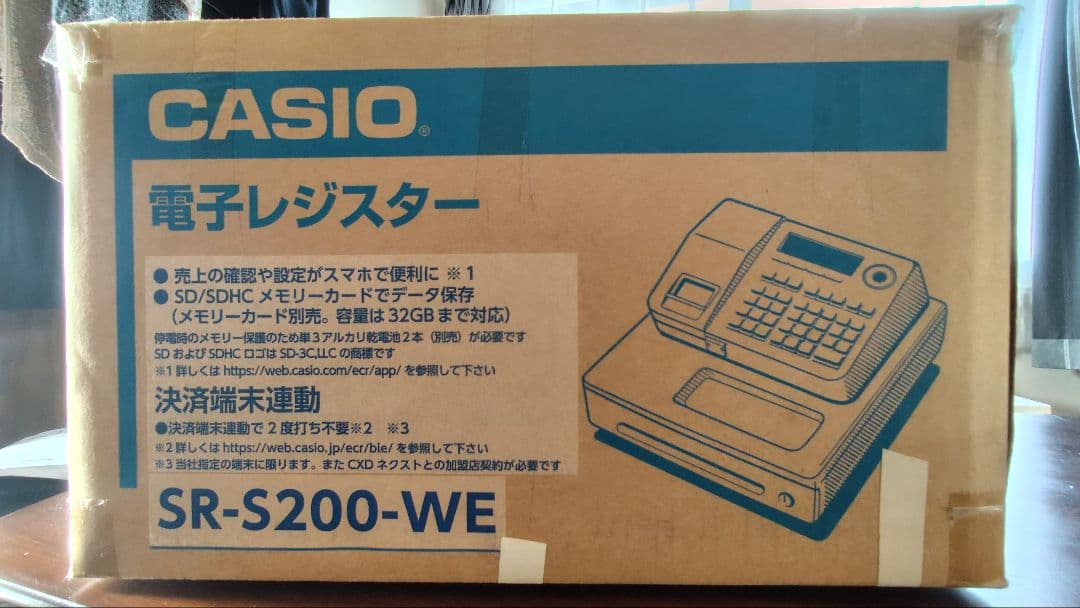 CASIO®
電子レジスター
● 売上の確認や設定がスマホで便利に ※1
● SD/SDHC メモリーカードでデータ保存
(メモリーカード別売。容量は 32GB まで対応)
停電時のメモリー保護のため単3アルカリ乾電池2本(別売)が必要です
SD および SDHC ロゴは SD-3C,LLC の商標です
※1 詳しくは https://web.casio.com/ecr/app/ を参照して下さい
決済端末連動
●決済端末連動で2度打ち不要※2 ※3
※2 詳しくは https://web.casio.jp/ecr/ble/ を参照して下さい
※3 当社指定の端末に限ります。また CXD ネクストとの加盟店契約が必要です
SR-S200-WE